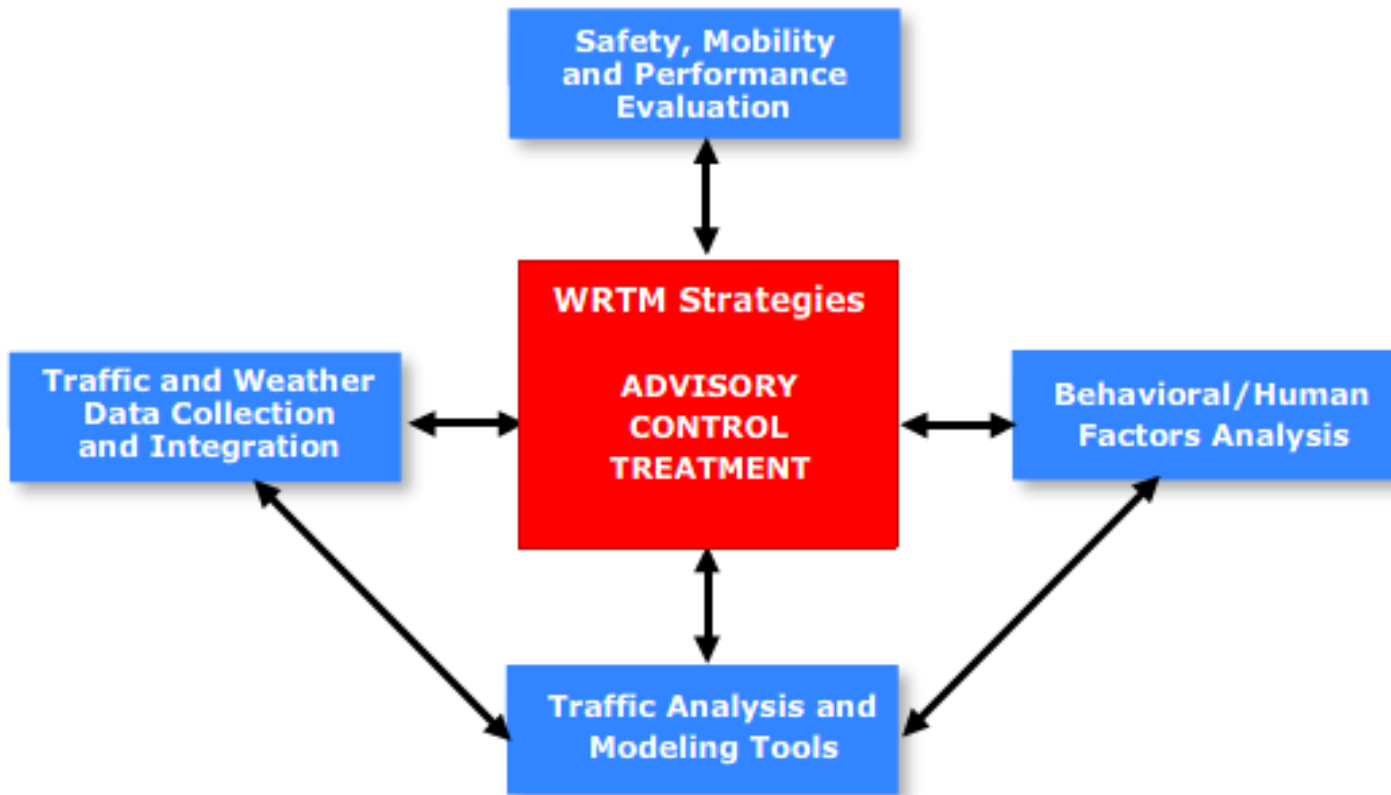 Safety, Mobility
and Performance
Evaluation
WRTM Strategies
ADVISORY
CONTROL
TREATMENT
Traffic and Weather
Data Collection
and Integration
Behavioral/Human
Factors Analysis
Traffic Analysis and
Modeling Tools